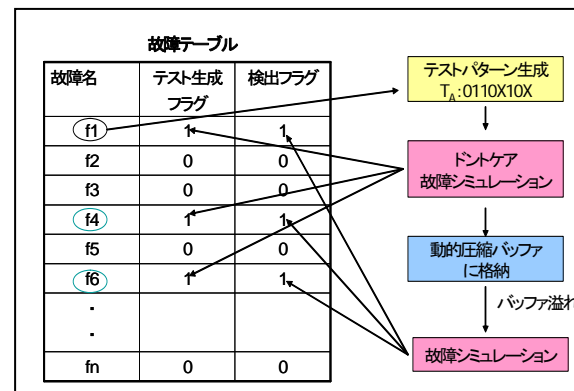 故障テーブル
故障名 テスト生成フラグ 検出フラグ
f1 1 1
f2 0 0
f3 0 0
f4 1 1
f5 0 0
f6 1 1
・
・
fn 0 0
テストパターン生成
TA:0110X10X
ドントケア
故障シミュレーション
動的圧縮バッファ
に格納
バッファ溢れ
故障シミュレーション